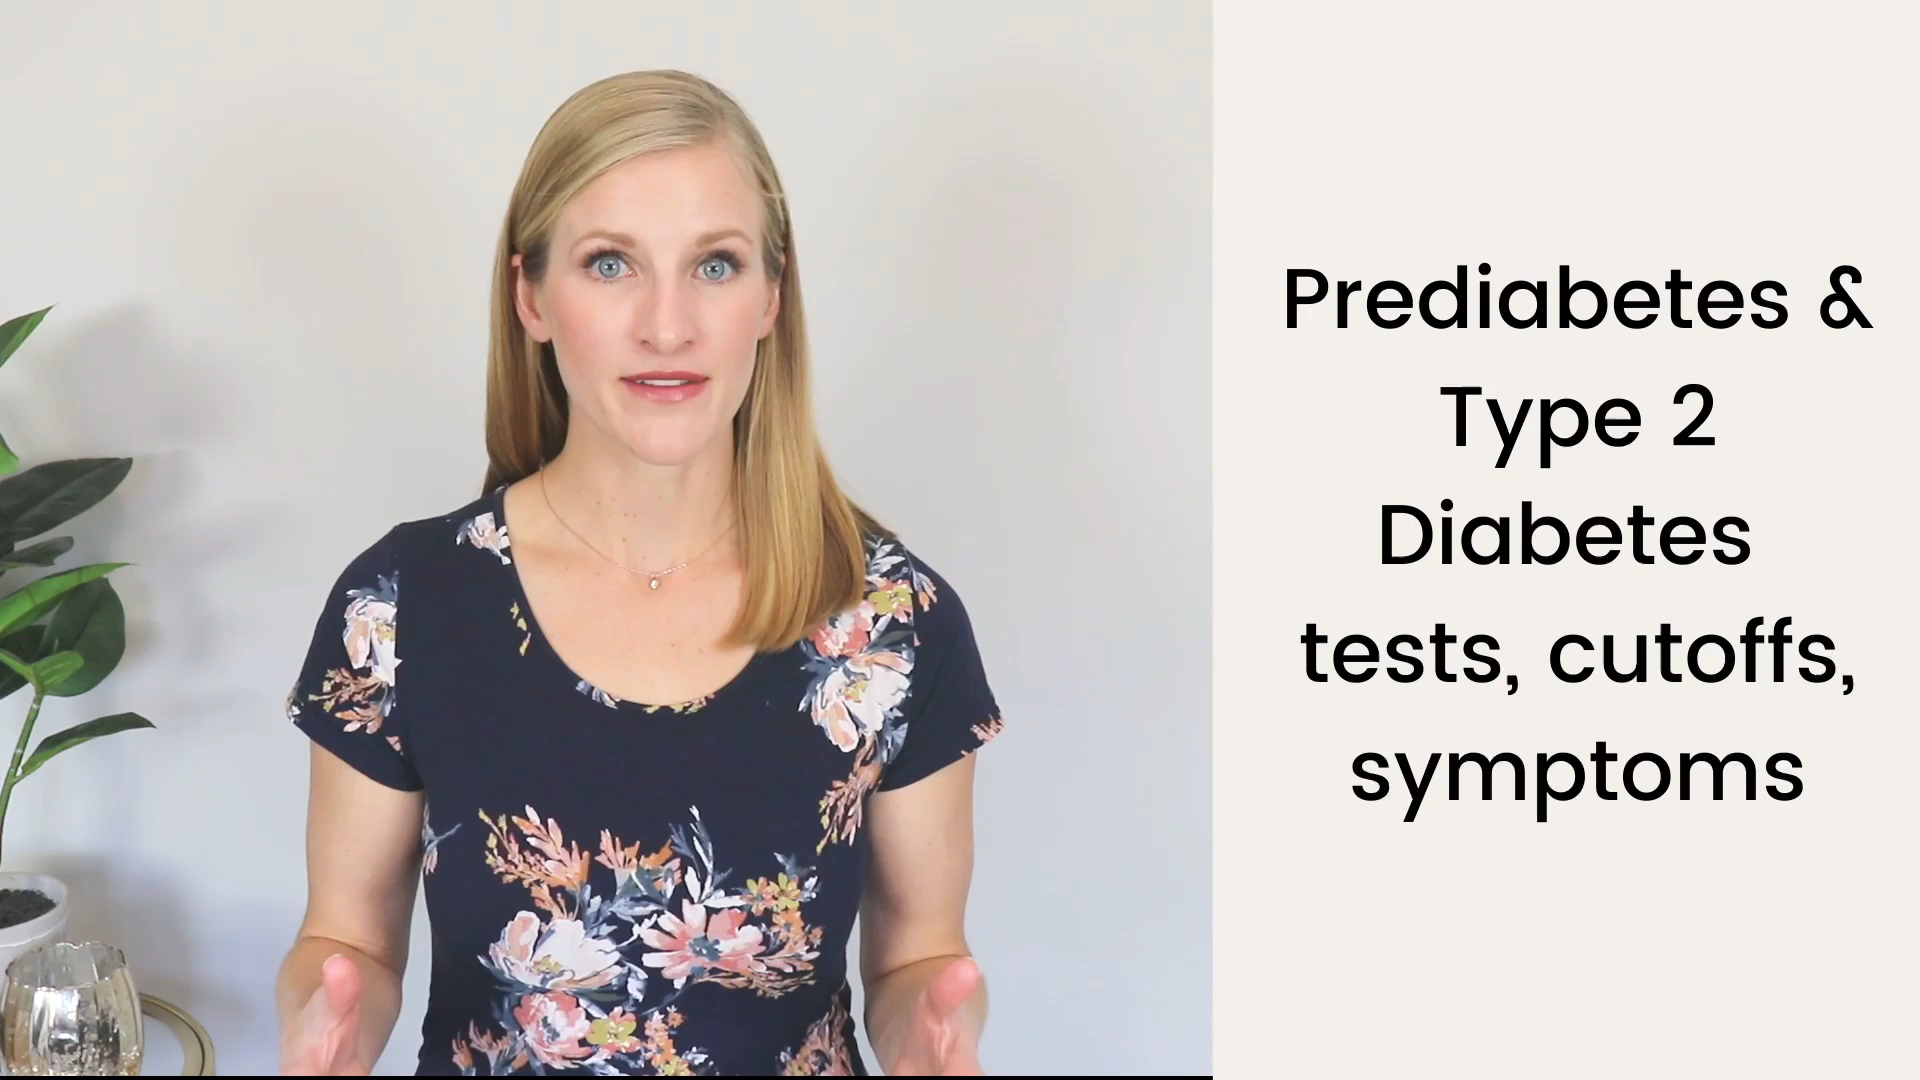 Prediabetes &
Type 2
Diabetes
tests, cutoffs,
symptoms